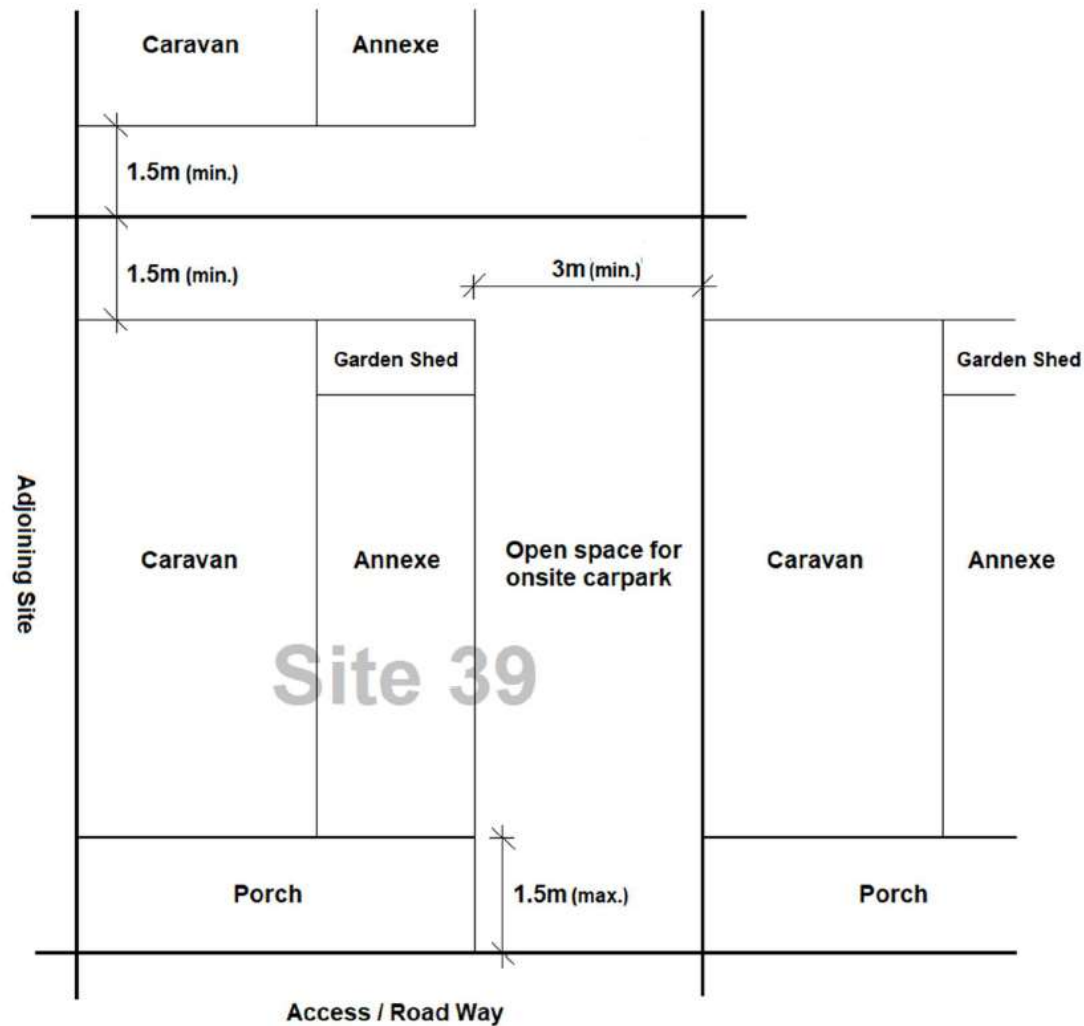 Caravan
Annexe
1.5m (min.)
1.5m (min.)
3m (min.)
Garden Shed
Garden Shed
Adjoining Site
Caravan
Annexe
Open space for
onsite carpark
Caravan
Annexe
Site 39
Porch
1.5m (max.)
Porch
Access / Road Way